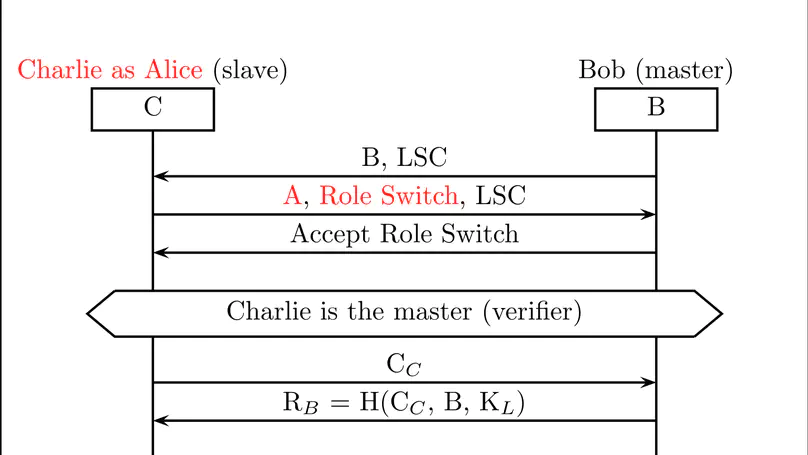 Charlie as Alice (slave) Bob (master)
C B
B, LSC
A, Role Switch, LSC
Accept Role Switch
Charlie is the master (verifier)
C_C
R_B = H(C_C, B, K_L)